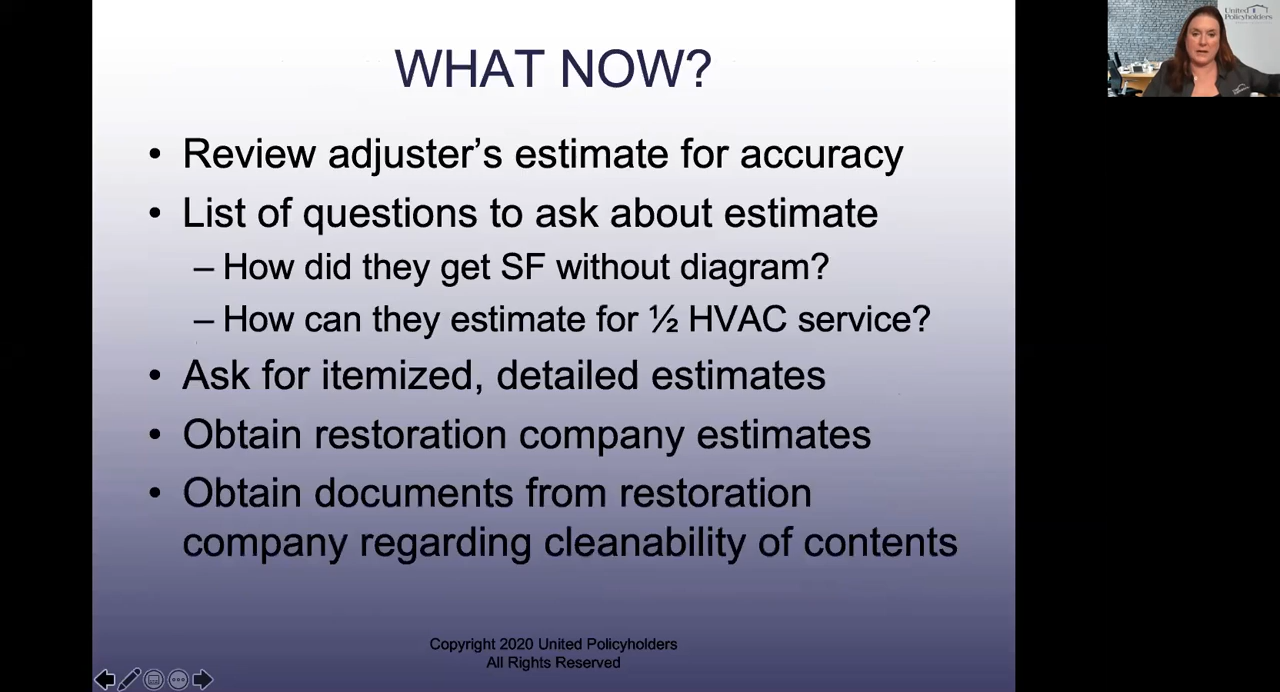 WHAT NOW?
• Review adjuster’s estimate for accuracy
• List of questions to ask about estimate
– How did they get SF without diagram?
– How can they estimate for ½ HVAC service?
• Ask for itemized, detailed estimates
• Obtain restoration company estimates
• Obtain documents from restoration
company regarding cleanability of contents
Copyright 2020 United Policyholders
All Rights Reserved
United
Policyholders